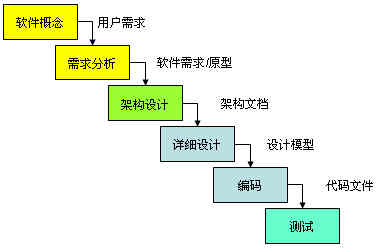 软件概念
用户需求
需求分析
软件需求/原型
架构设计
架构文档
详细设计
设计模型
编码
代码文件
测试